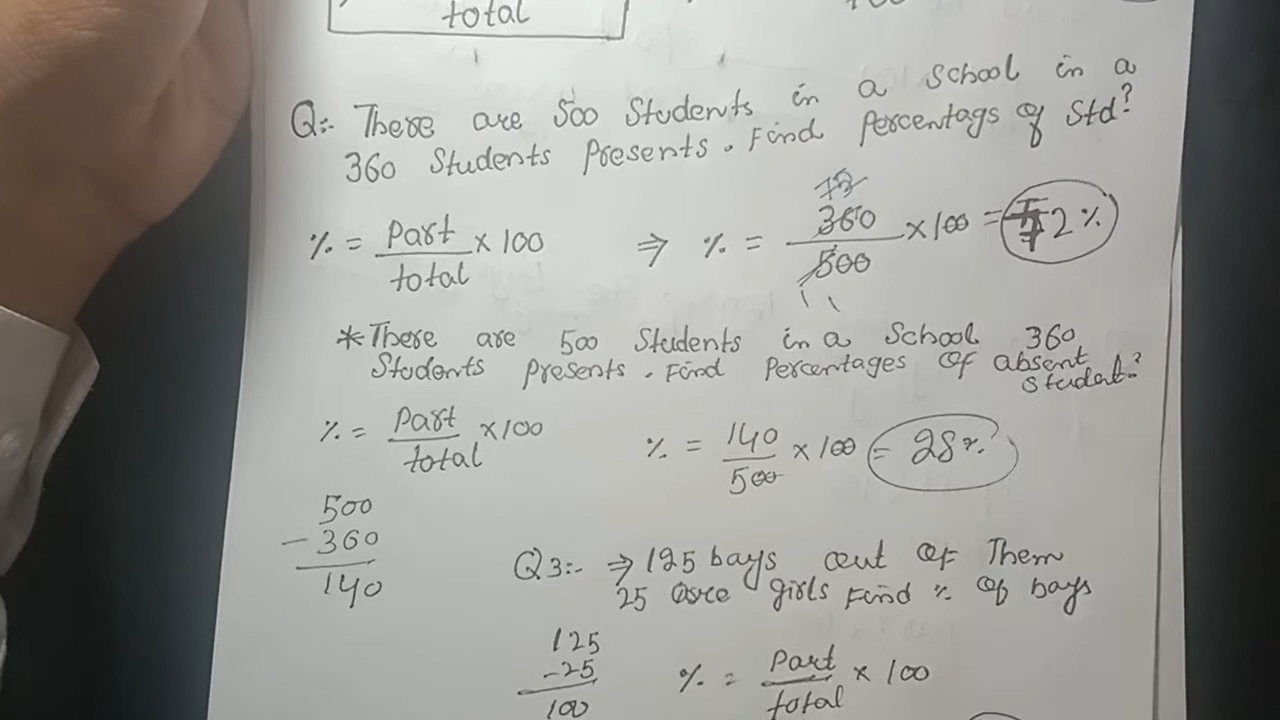 total
Q:- There are 500 Students in a School in a
360 Students Presents. Find Percentags of Std?
% = Part/total × 100 ⇒ % = 360/500 × 100 = 72%
72
* There are 500 Students in a School 360
Students Presents. Find Percentages of absent
Student?
% = Part/total × 100 % = 140/500 × 100 = 28%
500
- 360
140
Q3:- ⇒ 125 bays out of Them
25 are girls Find % of bays
125
-25
100
% = Part/total × 100